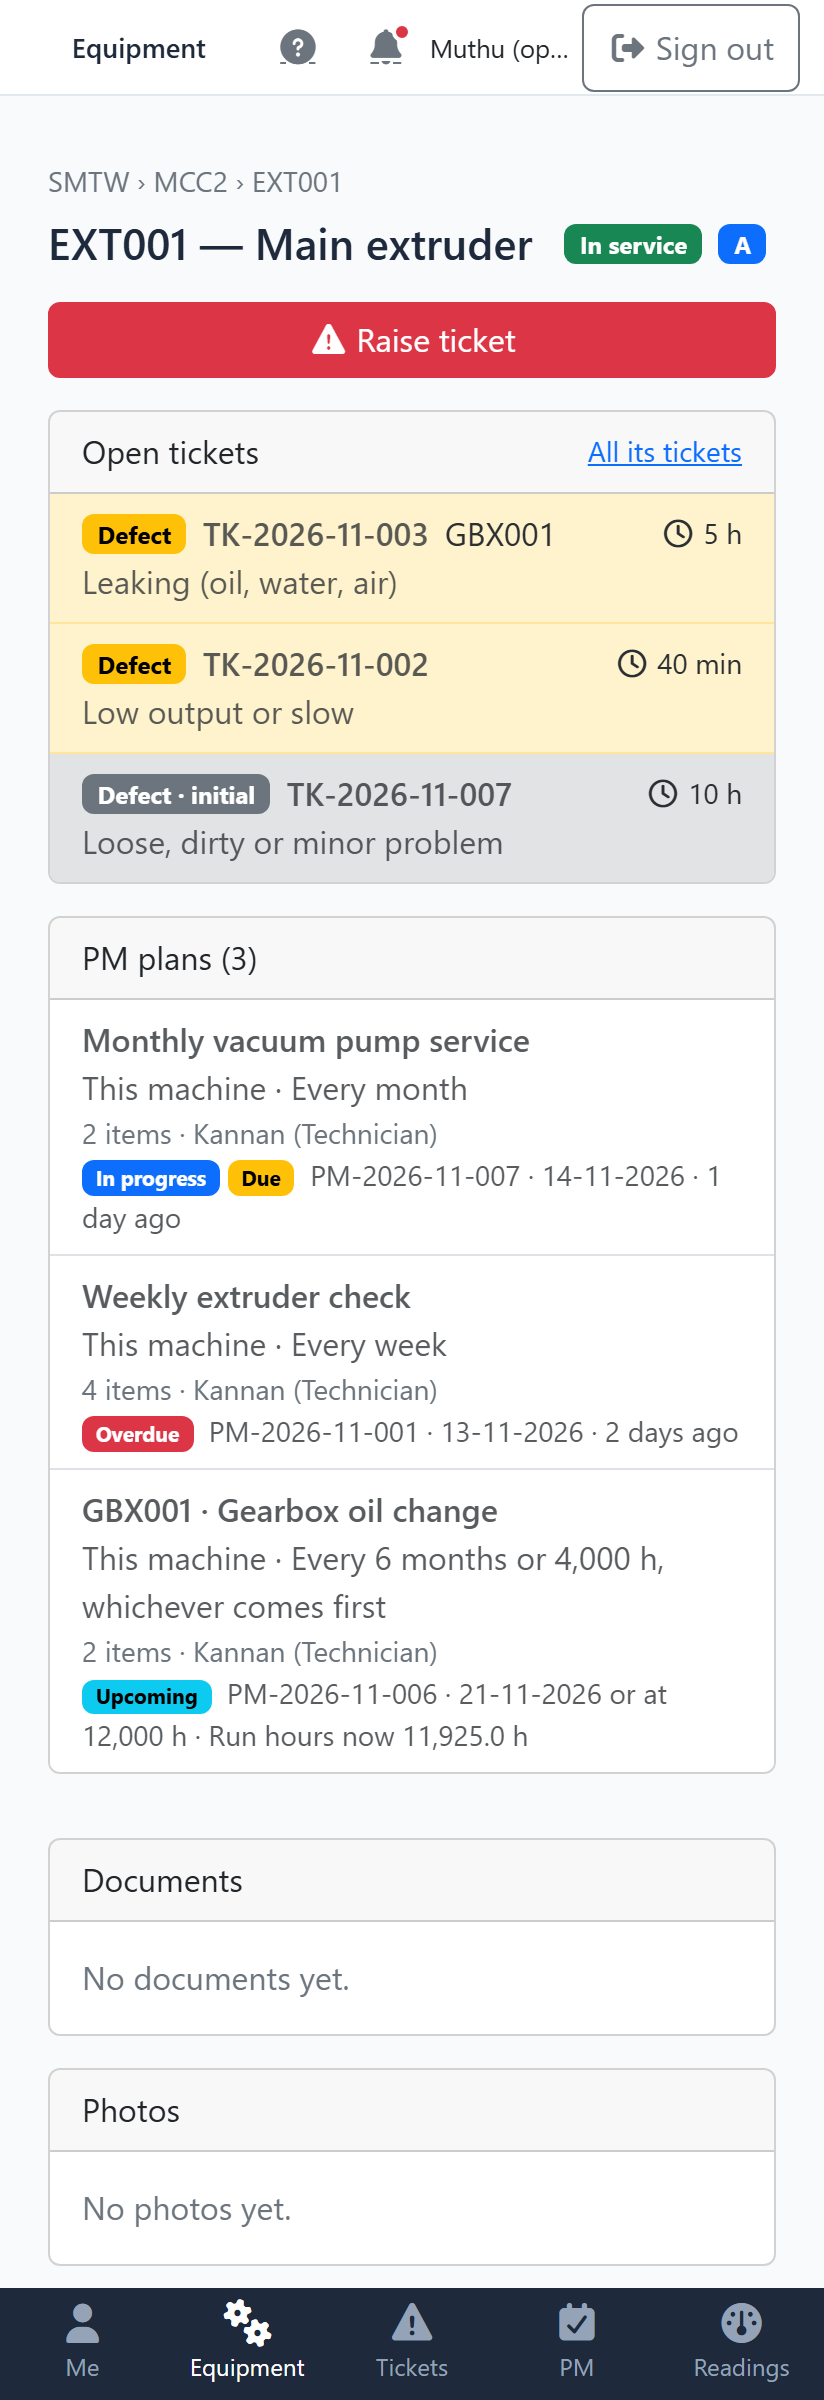 Equipment
Muthu (op...
Sign out
SMTW › MCC2 › EXT001
EXT001 — Main extruder
In service
A
Raise ticket
Open tickets
All its tickets
Defect TK-2026-11-003 GBX001 5 h
Leaking (oil, water, air)
Defect TK-2026-11-002 40 min
Low output or slow
Defect · initial TK-2026-11-007 10 h
Loose, dirty or minor problem
PM plans (3)
Monthly vacuum pump service
This machine · Every month
2 items · Kannan (Technician)
In progress Due PM-2026-11-007 · 14-11-2026 · 1
day ago
Weekly extruder check
This machine · Every week
4 items · Kannan (Technician)
Overdue PM-2026-11-001 · 13-11-2026 · 2 days ago
GBX001 · Gearbox oil change
This machine · Every 6 months or 4,000 h,
whichever comes first
2 items · Kannan (Technician)
Upcoming PM-2026-11-006 · 21-11-2026 or at
12,000 h · Run hours now 11,925.0 h
Documents
No documents yet.
Photos
No photos yet.
Me
Equipment
Tickets
PM
Readings